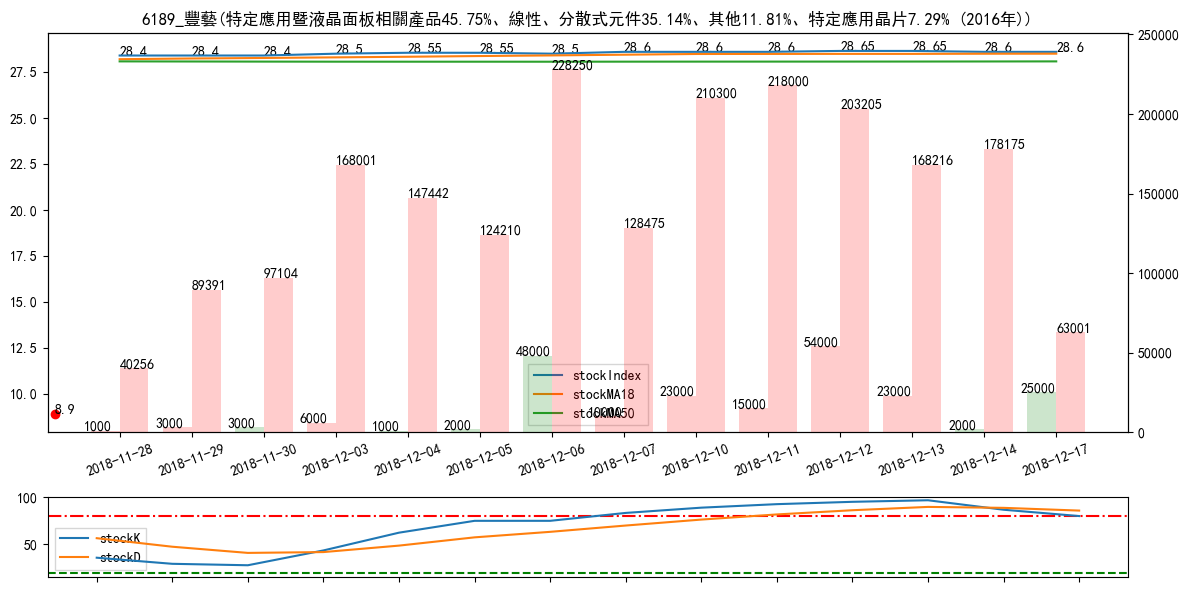 6189_豐藝(特定應用暨液晶面板相關產品45.75%、線性、分散式元件35.14%、其他11.81%、特定應用晶片7.29% (2016年))
28.4 28.4 28.4 28.5 28.55 28.55 28.5 28.6 28.6 28.6 28.65 28.65 28.6 28.6
27.5 25.0 22.5 20.0 17.5 15.0 12.5 10.0
250000 200000 150000 100000 50000 0
40256 89391 97104 168001 147442 124210 228250 128475 210300 218000 203205 168216 178175 63001
1000 3000 3000 6000 1000 2000 48000 10000 23000 15000 54000 23000 2000 25000
8.9
stockIndex
stockMA18
stockMA50
2018-11-28 2018-11-29 2018-11-30 2018-12-03 2018-12-04 2018-12-05 2018-12-06 2018-12-07 2018-12-10 2018-12-11 2018-12-12 2018-12-13 2018-12-14 2018-12-17
100
50
stockK
stockD